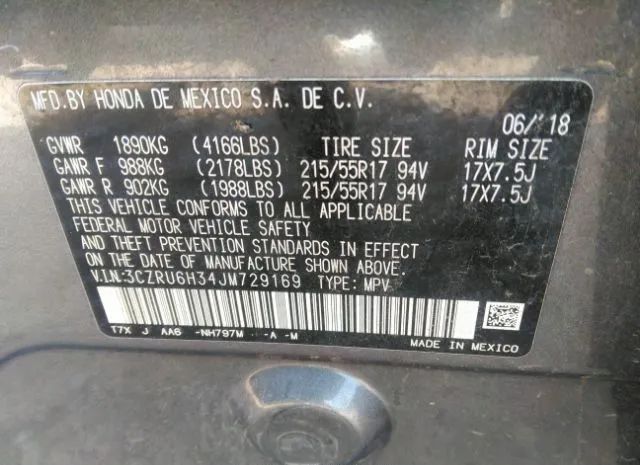 MFD.BY HONDA DE MEXICO S.A. DE C.V.
06/'18
GVWR 1890KG (4166LBS) TIRE SIZE RIM SIZE
GAWR F 988KG (2178LBS) 215/55R17 94V 17X7.5J
GAWR R 902KG (1988LBS) 215/55R17 94V 17X7.5J
THIS VEHICLE CONFORMS TO ALL APPLICABLE
FEDERAL MOTOR VEHICLE SAFETY
AND THEFT PREVENTION STANDARDS IN EFFECT
ON THE DATE OF MANUFACTURE SHOWN ABOVE.
V.I.N:3CZRU6H34JM729169 TYPE: MPV
T7X J AA6 -NH797M -A -M
MADE IN MEXICO